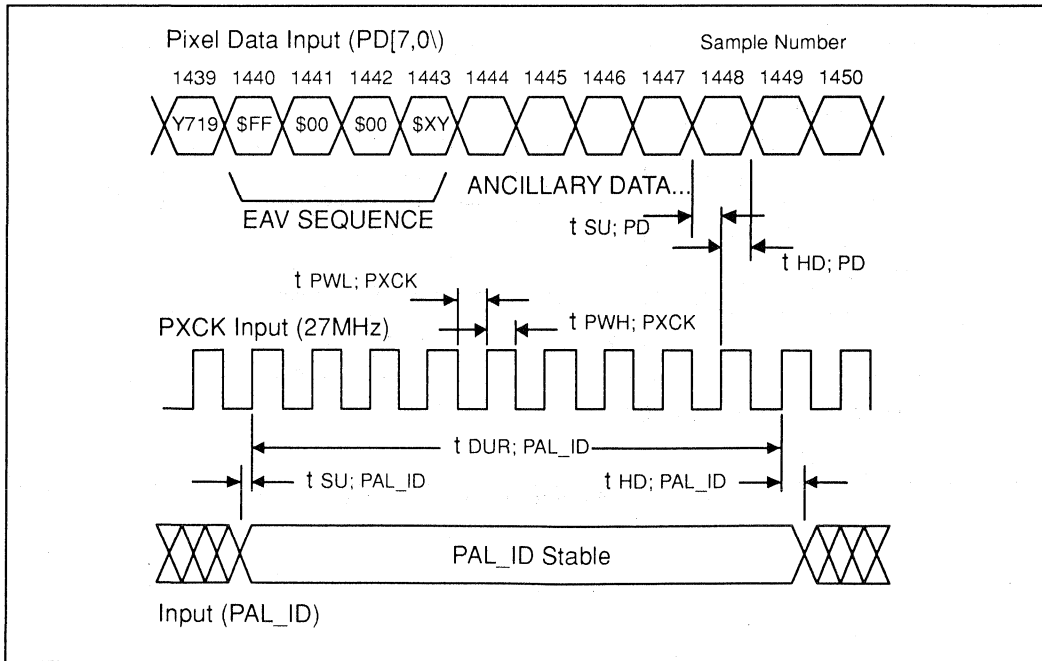 Pixel Data Input (PD[7,0\)
Sample Number
1439 1440 1441 1442 1443 1444 1445 1446 1447 1448 1449 1450
Y719 $FF $00 $00 $XY
EAV SEQUENCE
ANCILLARY DATA...
t SU; PD
t HD; PD
t PWL; PXCK
PXCK Input (27MHz)
t PWH; PXCK
t DUR; PAL_ID
t SU; PAL_ID
t HD; PAL_ID
PAL_ID Stable
Input (PAL_ID)